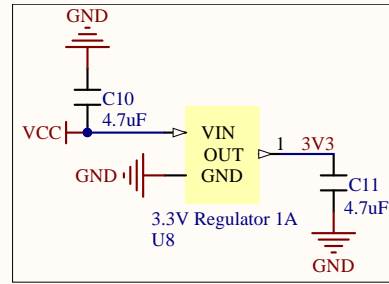 GND
C10
4.7uF
VCC
VIN
OUT
1
3V3
GND
GND
C11
4.7uF
3.3V Regulator 1A
U8
GND